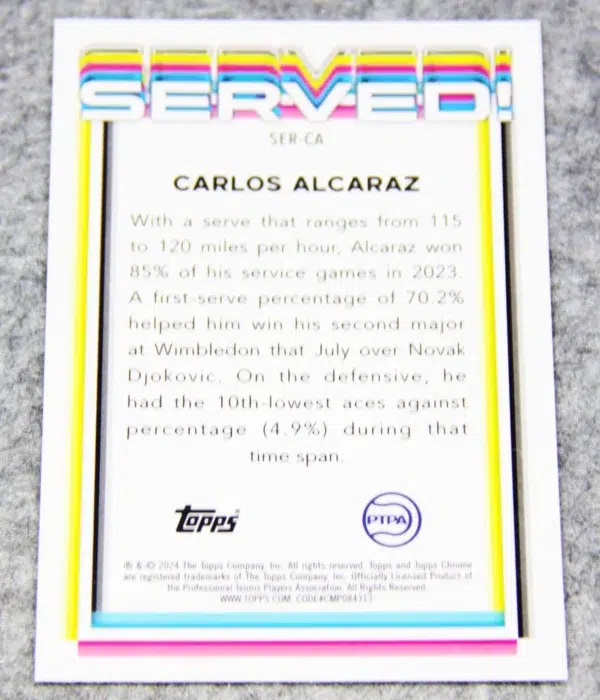 SERVED!
SER-CA
CARLOS ALCARAZ
With a serve that ranges from 115
to 120 miles per hour, Alcaraz won
85% of his service games in 2023.
A first-serve percentage of 70.2%
helped him win his second major
at Wimbledon that July over Novak
Djokovic. On the defensive, he
had the 10th-lowest aces against
percentage (4.9%) during that
time span.
topps
PTPA
® & © 2024 The Topps Company, Inc. All rights reserved. Topps and Topps Chrome
are registered trademarks of The Topps Company, Inc. Officially Licensed Product of
the Professional Tennis Players Association. All Rights Reserved.
WWW.TOPPS.COM CODE#CMP084313